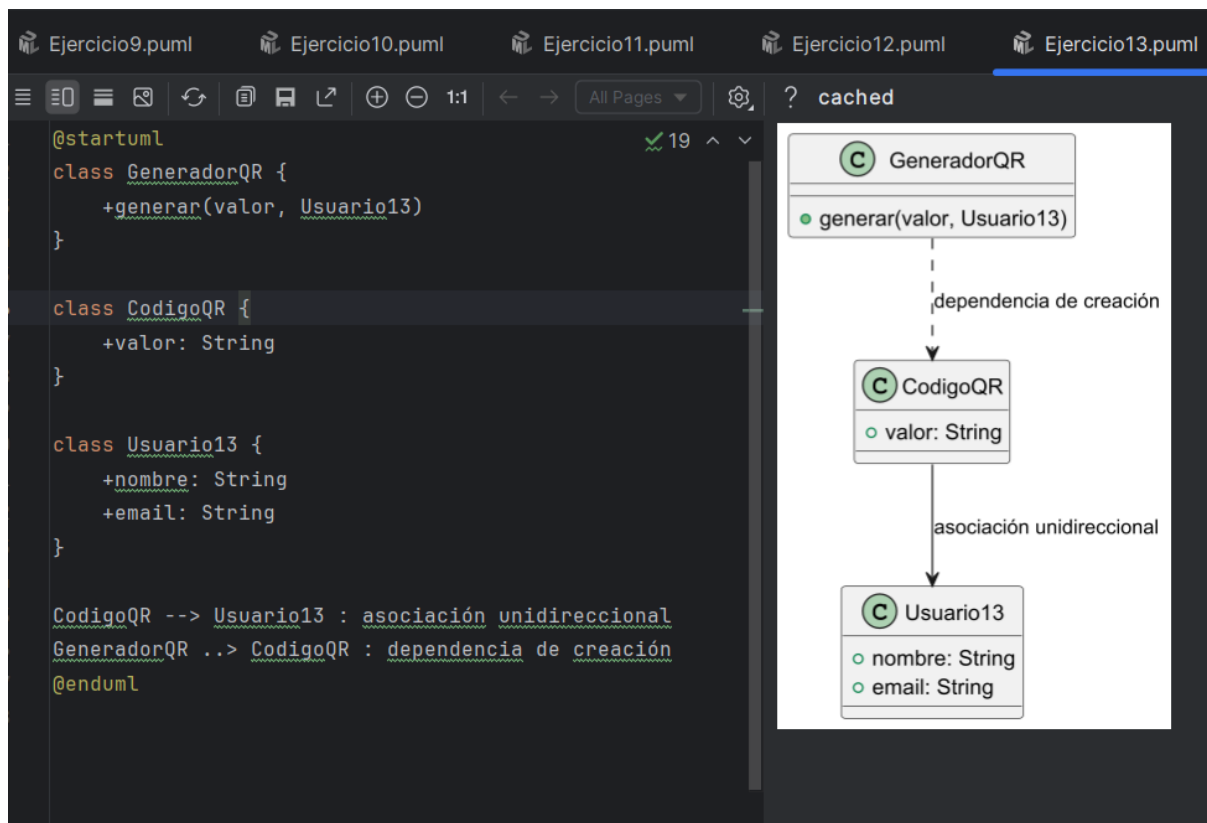 Ejercicio9.puml Ejercicio10.puml Ejercicio11.puml Ejercicio12.puml Ejercicio13.puml
1:1 All Pages ? cached
@startuml
19
class GeneradorQR {
+generar(valor, Usuario13)
}
class CodigoQR {
+valor: String
}
class Usuario13 {
+nombre: String
+email: String
}
CodigoQR --> Usuario13 : asociación unidireccional
GeneradorQR ..> CodigoQR : dependencia de creación
@enduml
C GeneradorQR
generar(valor, Usuario13)
dependencia de creación
C CodigoQR
valor: String
asociación unidireccional
C Usuario13
nombre: String
email: String